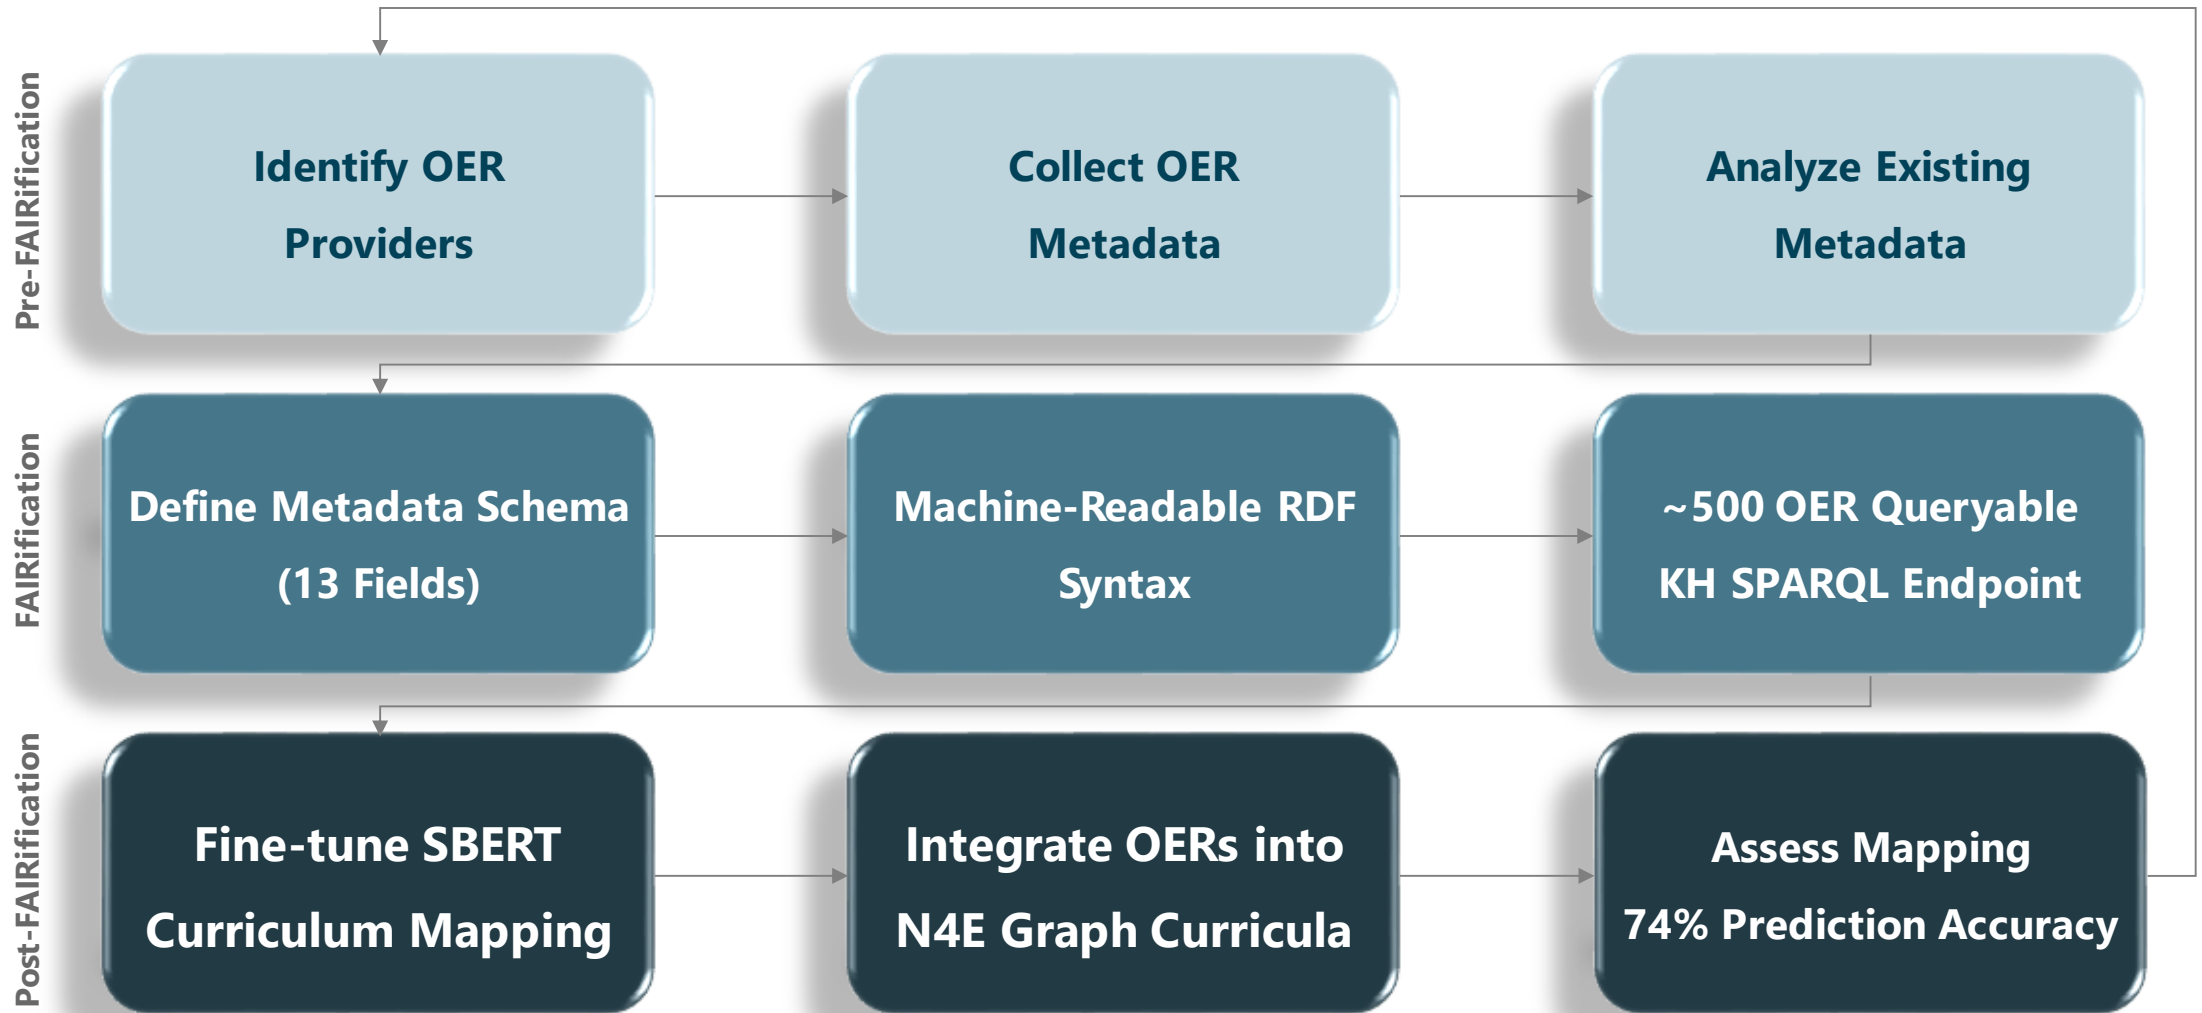 Pre-FAIRification
Identify OER
Providers
Collect OER
Metadata
Analyze Existing
Metadata
FAIRification
Define Metadata Schema
(13 Fields)
Machine-Readable RDF
Syntax
~500 OER Queryable
KH SPARQL Endpoint
Post-FAIRification
Fine-tune SBERT
Curriculum Mapping
Integrate OERs into
N4E Graph Curricula
Assess Mapping
74% Prediction Accuracy